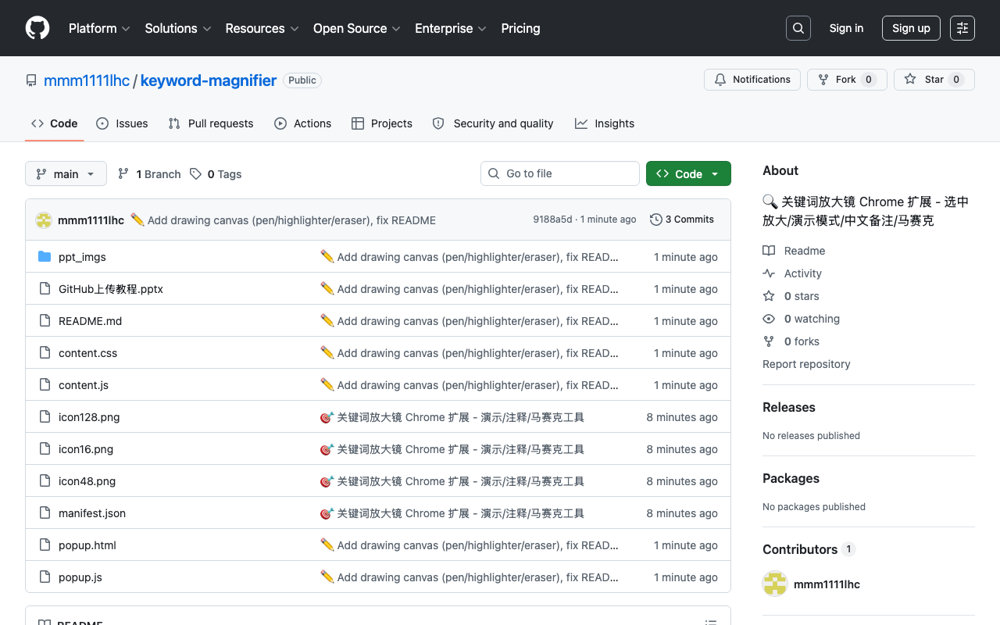 Platform
Solutions
Resources
Open Source
Enterprise
Pricing
Sign in
Sign up
mmm1111lhc / keyword-magnifier
Public
Notifications
Fork 0
Star 0
Code
Issues
Pull requests
Actions
Projects
Security and quality
Insights
main
1 Branch
0 Tags
Go to file
Code
mmm1111lhc ✏️ Add drawing canvas (pen/highlighter/eraser), fix README
9188a5d · 1 minute ago
3 Commits
ppt_imgs ✏️ Add drawing canvas (pen/highlighter/eraser), fix READ... 1 minute ago
GitHub上传教程.pptx ✏️ Add drawing canvas (pen/highlighter/eraser), fix READ... 1 minute ago
README.md ✏️ Add drawing canvas (pen/highlighter/eraser), fix READ... 1 minute ago
content.css ✏️ Add drawing canvas (pen/highlighter/eraser), fix READ... 1 minute ago
content.js ✏️ Add drawing canvas (pen/highlighter/eraser), fix READ... 1 minute ago
icon128.png 🎯 关键词放大镜 Chrome 扩展 - 演示/注释/马赛克工具 8 minutes ago
icon16.png 🎯 关键词放大镜 Chrome 扩展 - 演示/注释/马赛克工具 8 minutes ago
icon48.png 🎯 关键词放大镜 Chrome 扩展 - 演示/注释/马赛克工具 8 minutes ago
manifest.json 🎯 关键词放大镜 Chrome 扩展 - 演示/注释/马赛克工具 8 minutes ago
popup.html ✏️ Add drawing canvas (pen/highlighter/eraser), fix READ... 1 minute ago
popup.js ✏️ Add drawing canvas (pen/highlighter/eraser), fix READ... 1 minute ago
README
About
🔍 关键词放大镜 Chrome 扩展 - 选中
放大/演示模式/中文备注/马赛克
Readme
Activity
0 stars
0 watching
0 forks
Report repository
Releases
No releases published
Packages
No packages published
Contributors 1
mmm1111lhc